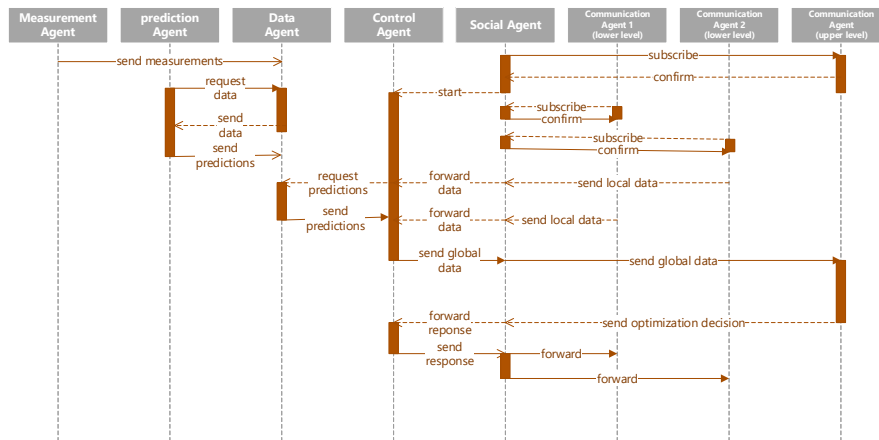 Measurement
Agent
prediction
Agent
Data
Agent
Control
Agent
Social Agent
Communication
Agent 1
(lower level)
Communication
Agent 2
(lower level)
Communication
Agent
(upper level)
send measurements
subscribe
confirm
request
data
start
subscribe
confirm
send
data
subscribe
confirm
send
predictions
request
predictions
forward
data
send local data
send
predictions
forward
data
send local data
send global
data
send global data
forward
reponse
send optimization decision
send
response
forward
forward